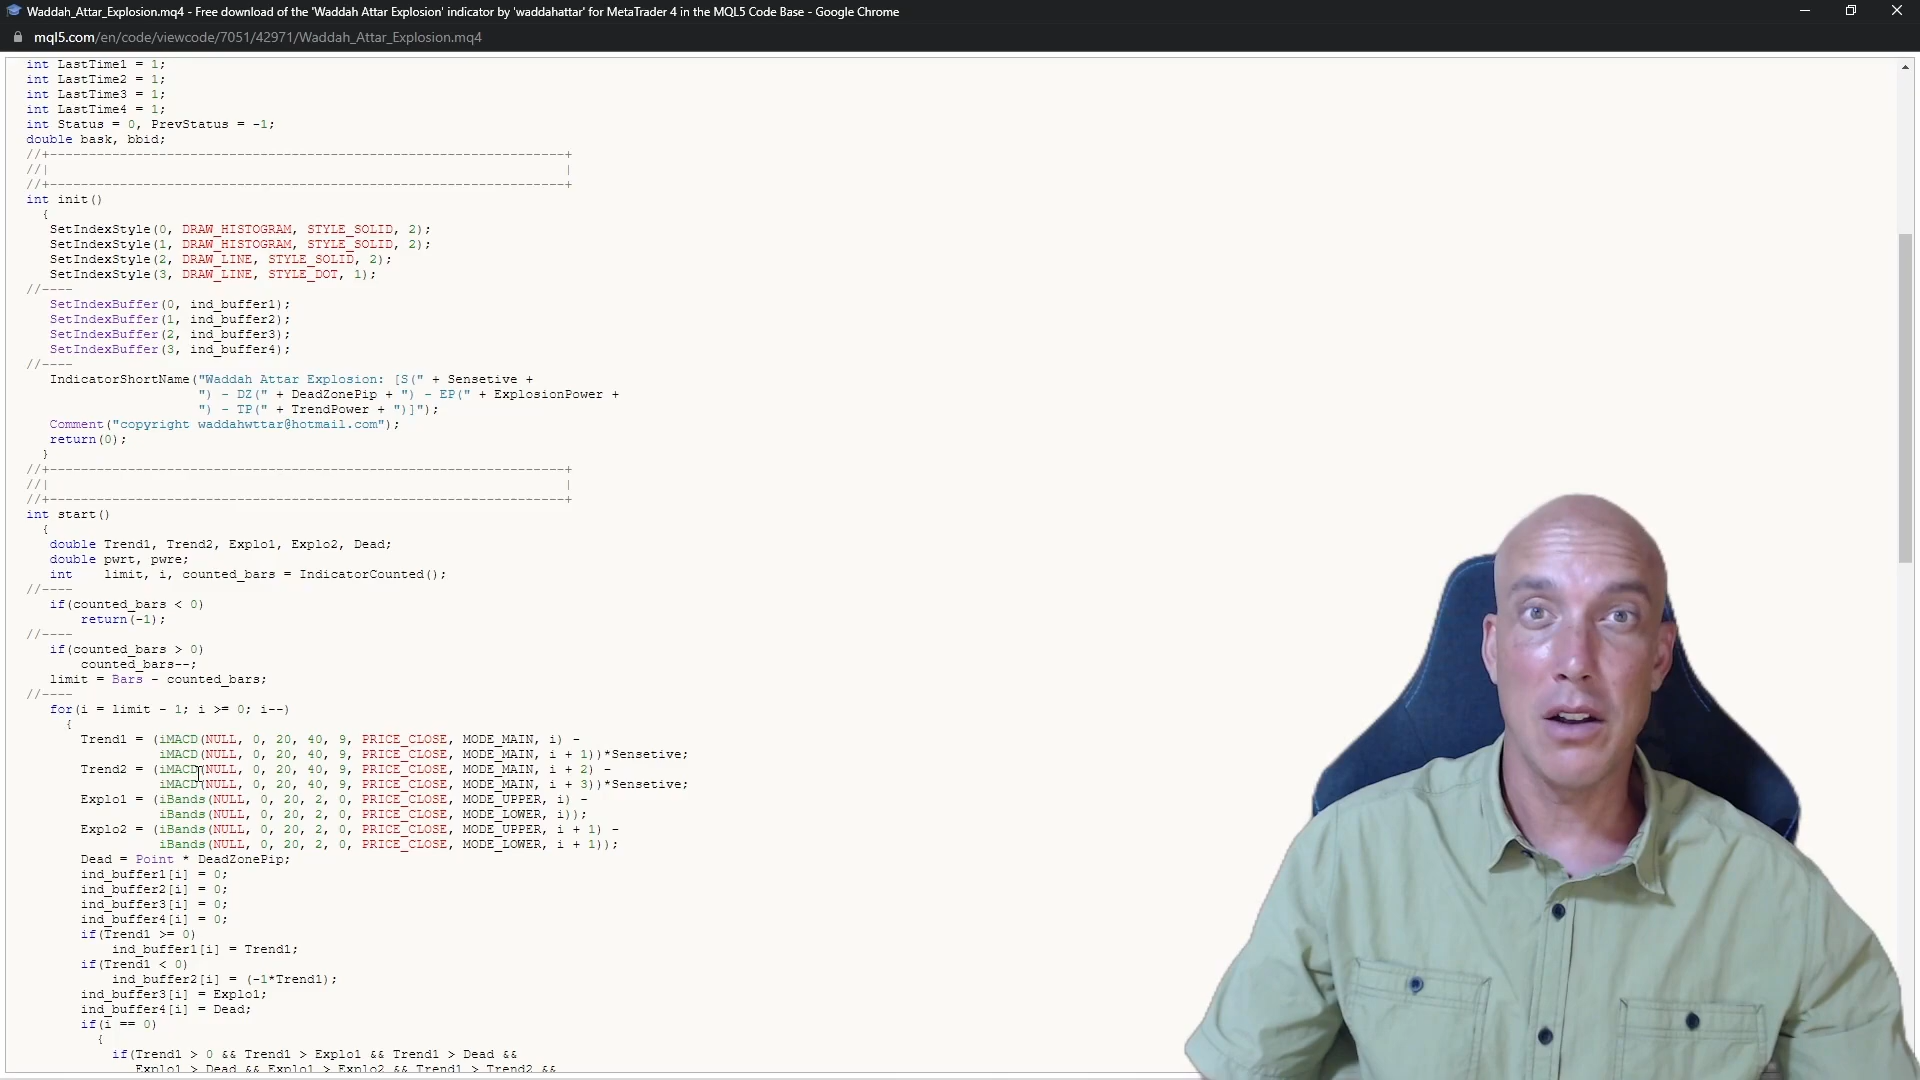 Waddah_Attar_Explosion.mq4 - Free download of the 'Waddah Attar Explosion' indicator by 'waddahattar' for MetaTrader 4 in the MQL5 Code Base - Google Chrome
mql5.com/en/code/viewcode/7051/42971/Waddah_Attar_Explosion.mq4
int LastTime1 = 1;
int LastTime2 = 1;
int LastTime3 = 1;
int LastTime4 = 1;
int Status = 0, PrevStatus = -1;
double bask, bbid;
//+------------------------------------------------------------------+
//|                                                                  |
//+------------------------------------------------------------------+
int init()
  {
   SetIndexStyle(0, DRAW_HISTOGRAM, STYLE_SOLID, 2);
   SetIndexStyle(1, DRAW_HISTOGRAM, STYLE_SOLID, 2);
   SetIndexStyle(2, DRAW_LINE, STYLE_SOLID, 2);
   SetIndexStyle(3, DRAW_LINE, STYLE_DOT, 1);
//----
   SetIndexBuffer(0, ind_buffer1);
   SetIndexBuffer(1, ind_buffer2);
   SetIndexBuffer(2, ind_buffer3);
   SetIndexBuffer(3, ind_buffer4);
//----
   IndicatorShortName("Waddah Attar Explosion: [S(" + Sensetive +
                      ") - DZ(" + DeadZonePip + ") - EP(" + ExplosionPower +
                      ") - TP(" + TrendPower + ")]");
   Comment("copyright waddahwttar@hotmail.com");
   return(0);
  }
//+------------------------------------------------------------------+
//|                                                                  |
//+------------------------------------------------------------------+
int start()
  {
   double Trend1, Trend2, Explo1, Explo2, Dead;
   double pwrt, pwre;
   int    limit, i, counted_bars = IndicatorCounted();
//----
   if(counted_bars < 0)
       return(-1);
//----
   if(counted_bars > 0)
       counted_bars--;
   limit = Bars - counted_bars;
//----
   for(i = limit - 1; i >= 0; i--)
     {
       Trend1 = (iMACD(NULL, 0, 20, 40, 9, PRICE_CLOSE, MODE_MAIN, i) -
                 iMACD(NULL, 0, 20, 40, 9, PRICE_CLOSE, MODE_MAIN, i + 1))*Sensetive;
       Trend2 = (iMACD(NULL, 0, 20, 40, 9, PRICE_CLOSE, MODE_MAIN, i + 2) -
                 iMACD(NULL, 0, 20, 40, 9, PRICE_CLOSE, MODE_MAIN, i + 3))*Sensetive;
       Explo1 = (iBands(NULL, 0, 20, 2, 0, PRICE_CLOSE, MODE_UPPER, i) -
                 iBands(NULL, 0, 20, 2, 0, PRICE_CLOSE, MODE_LOWER, i));
       Explo2 = (iBands(NULL, 0, 20, 2, 0, PRICE_CLOSE, MODE_UPPER, i + 1) -
                 iBands(NULL, 0, 20, 2, 0, PRICE_CLOSE, MODE_LOWER, i + 1));
       Dead = Point * DeadZonePip;
       ind_buffer1[i] = 0;
       ind_buffer2[i] = 0;
       ind_buffer3[i] = 0;
       ind_buffer4[i] = 0;
       if(Trend1 >= 0)
           ind_buffer1[i] = Trend1;
       if(Trend1 < 0)
           ind_buffer2[i] = (-1*Trend1);
       ind_buffer3[i] = Explo1;
       ind_buffer4[i] = Dead;
       if(i == 0)
         {
           if(Trend1 > 0 && Trend1 > Explo1 && Trend1 > Dead &&
              Explo1 > Dead && Explo1 > Explo2 && Trend1 > Trend2 &&